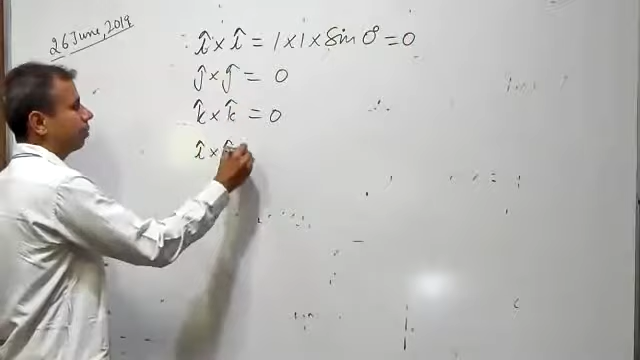 26 June, 2019
î × î = 1 × 1 × Sin 0° = 0
ĵ × ĵ = 0
k̂ × k̂ = 0
î ×